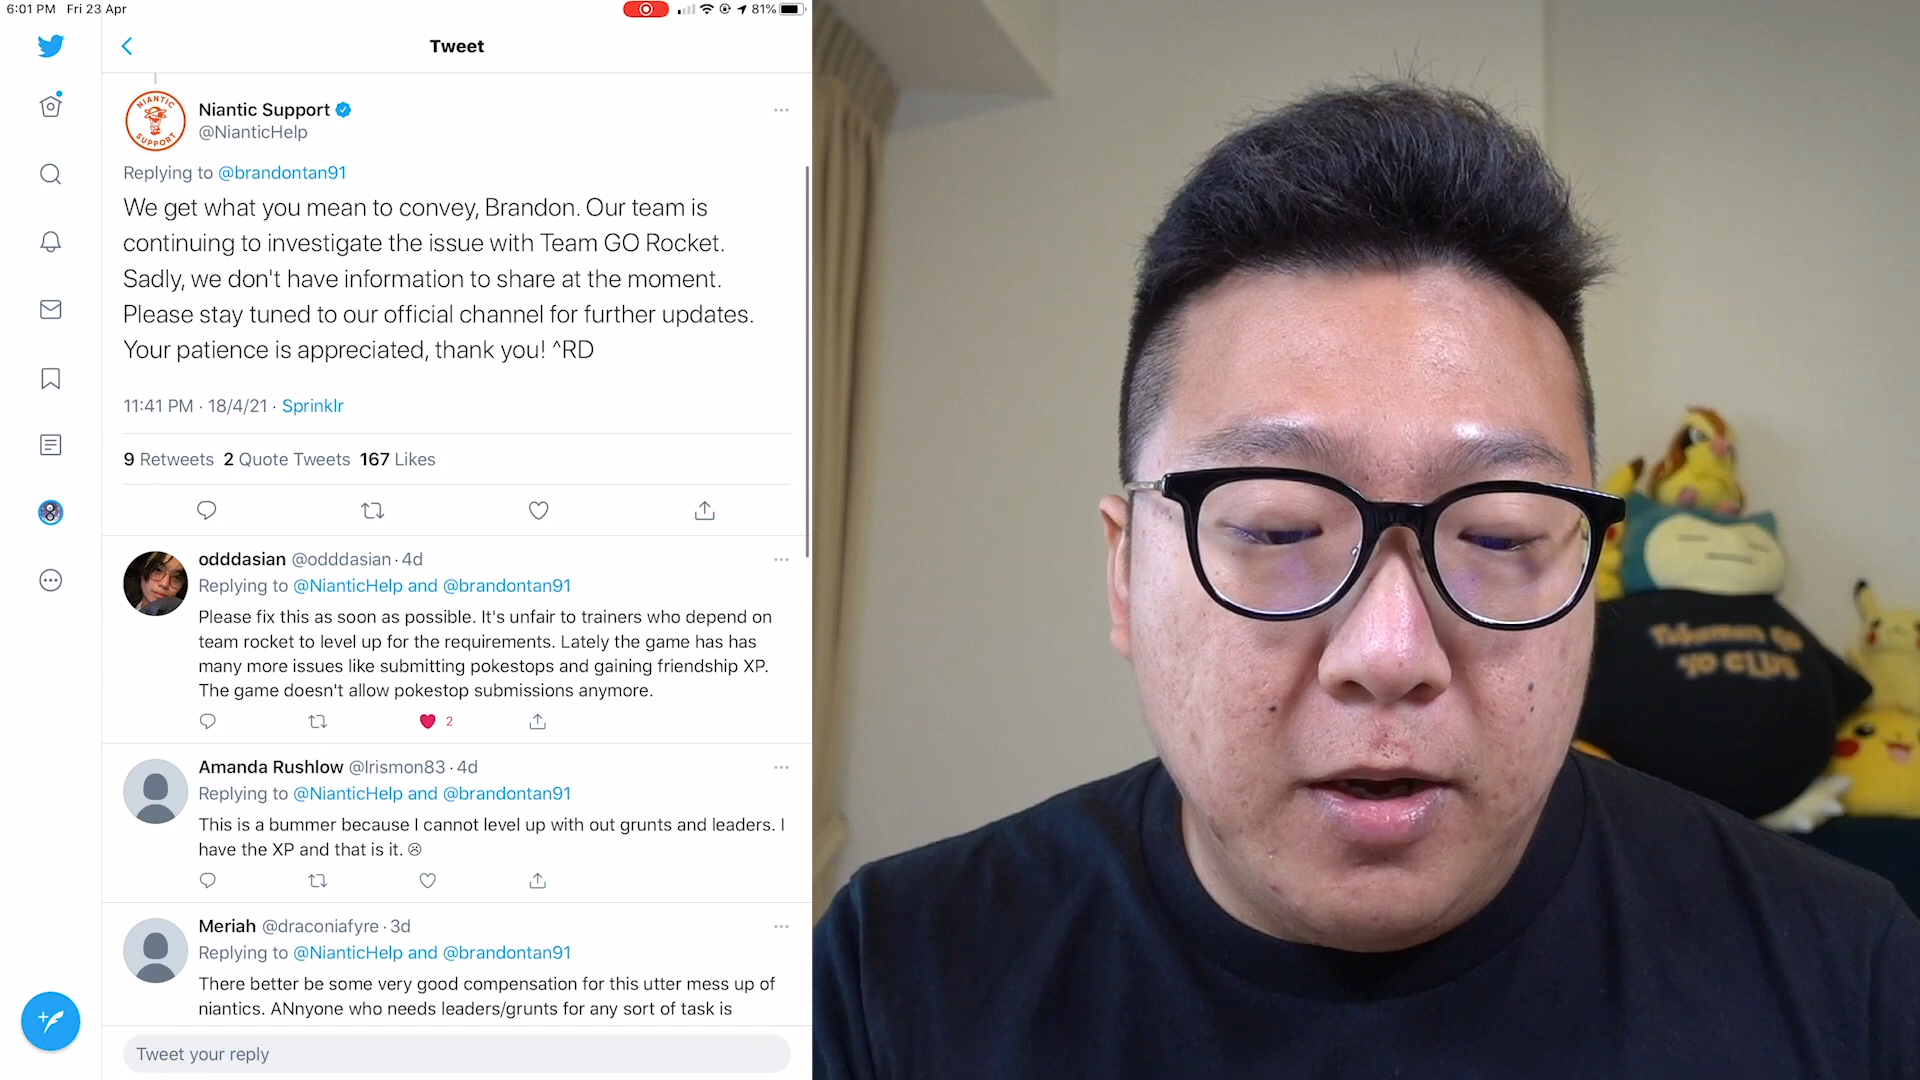 6:01 PM Fri 23 Apr
81%
Tweet
NIANTIC
SUPPORT
Niantic Support
@NianticHelp
Replying to @brandontan91
We get what you mean to convey, Brandon. Our team is
continuing to investigate the issue with Team GO Rocket.
Sadly, we don't have information to share at the moment.
Please stay tuned to our official channel for further updates.
Your patience is appreciated, thank you! ^RD
11:41 PM · 18/4/21 · Sprinklr
9 Retweets 2 Quote Tweets 167 Likes
odddasian @odddasian · 4d
Replying to @NianticHelp and @brandontan91
Please fix this as soon as possible. It's unfair to trainers who depend on
team rocket to level up for the requirements. Lately the game has has
many more issues like submitting pokestops and gaining friendship XP.
The game doesn't allow pokestop submissions anymore.
2
Amanda Rushlow @Irismon83 · 4d
Replying to @NianticHelp and @brandontan91
This is a bummer because I cannot level up with out grunts and leaders. I
have the XP and that is it. ☹
Meriah @draconiafyre · 3d
Replying to @NianticHelp and @brandontan91
There better be some very good compensation for this utter mess up of
niantics. ANnyone who needs leaders/grunts for any sort of task is
Tweet your reply